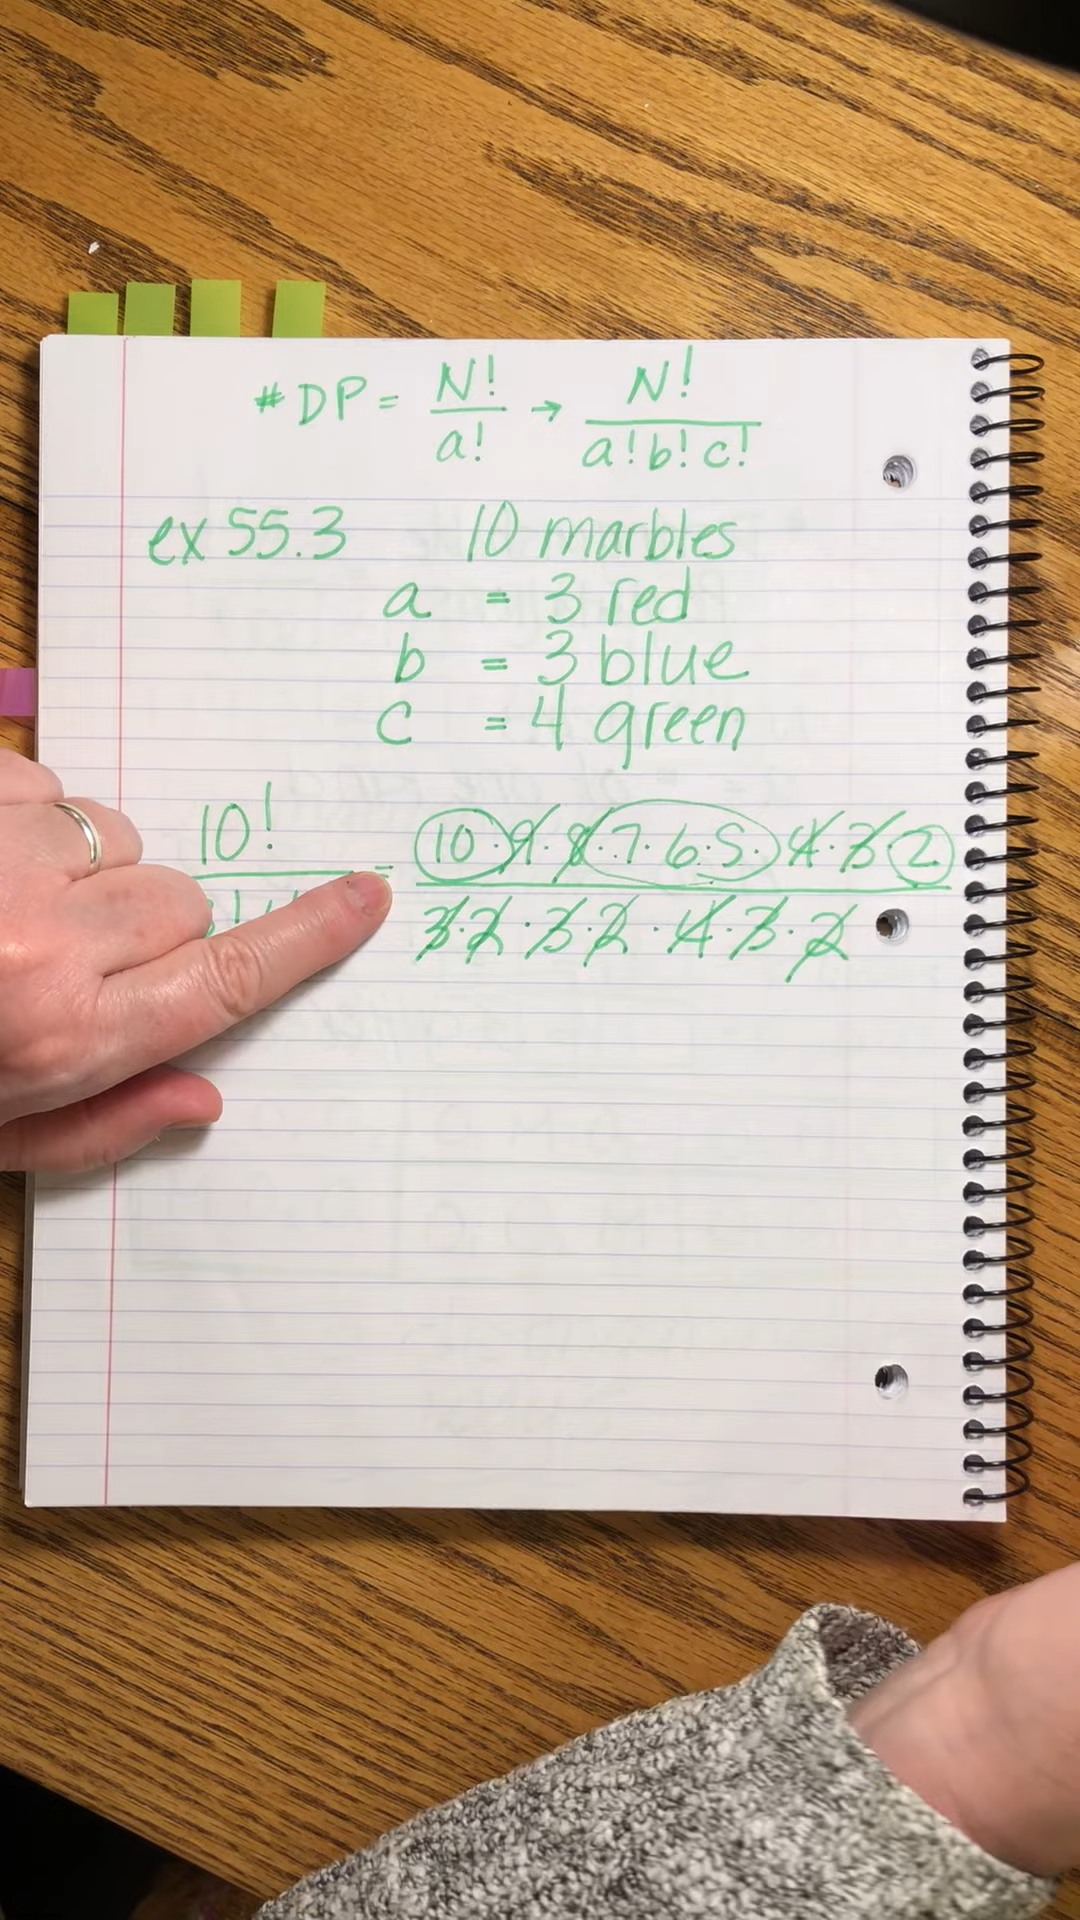 # DP = N! / a! → N! / a! b! c!
ex 55.3 10 marbles
a = 3 red
b = 3 blue
c = 4 green
10! = 10 · 9 · 8 · 7 · 6 · 5 · 4 · 3 · 2
3 · 2 · 3 · 2 · 4 · 3 · 2